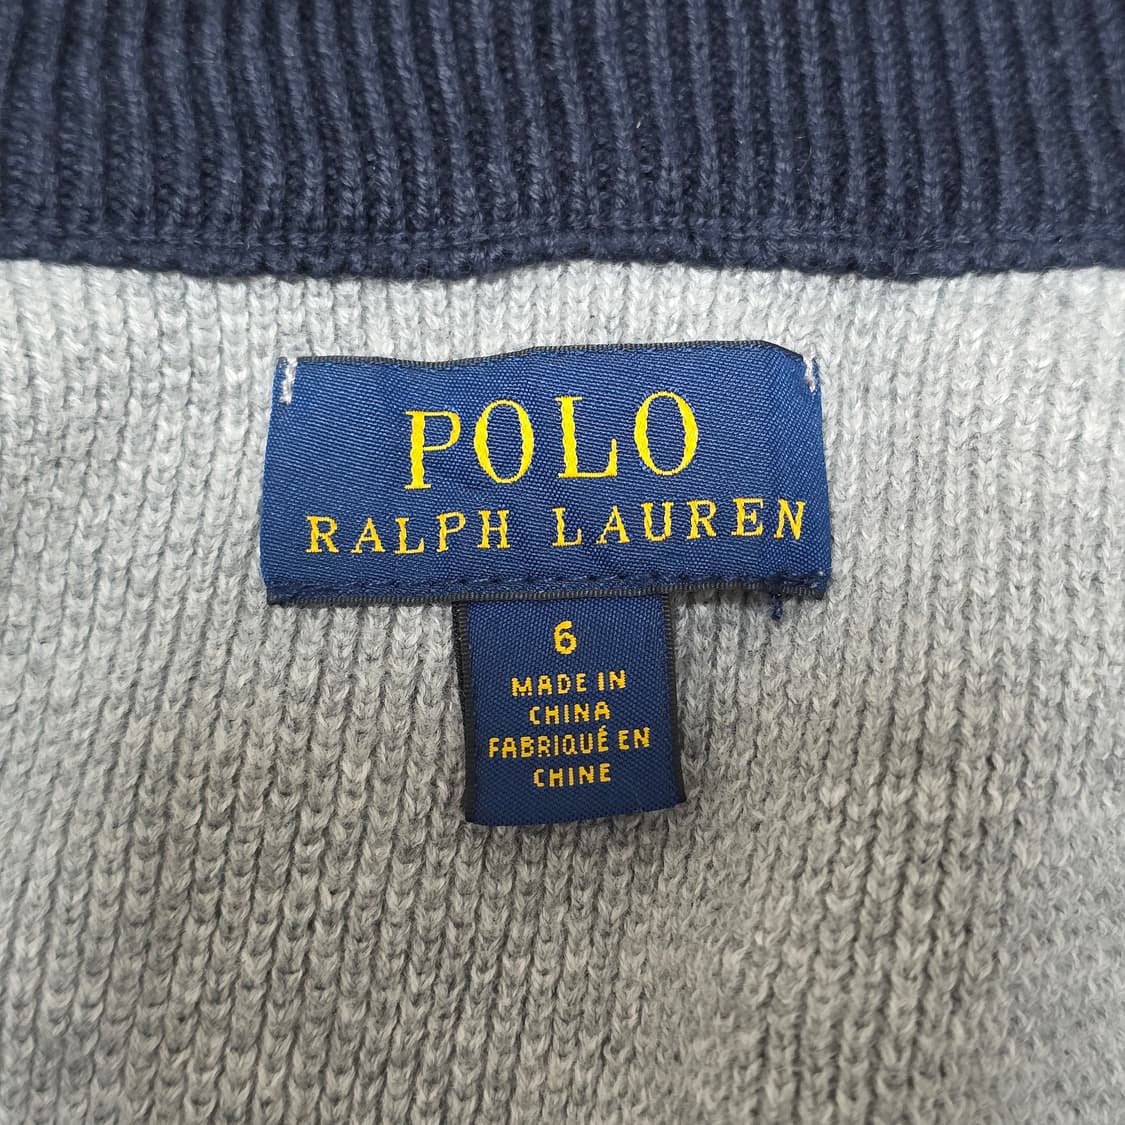 POLO
RALPH LAUREN
6
MADE IN
CHINA
FABRIQUÉ EN
CHINE